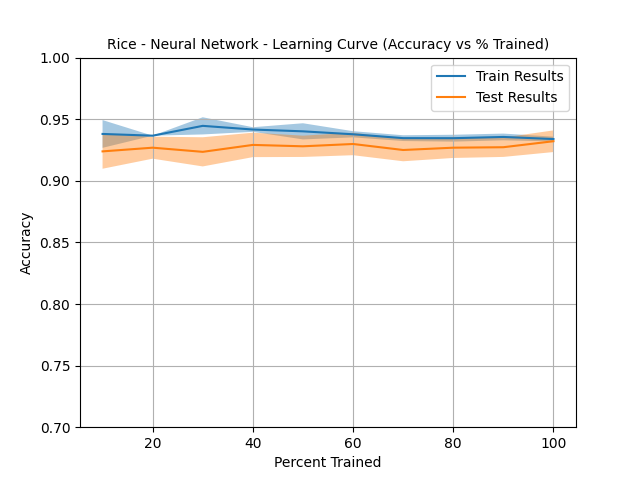 Rice - Neural Network - Learning Curve (Accuracy vs % Trained)
Train Results
Test Results
1.00
0.95
0.90
0.85
0.80
0.75
0.70
Accuracy
20
40
60
80
100
Percent Trained